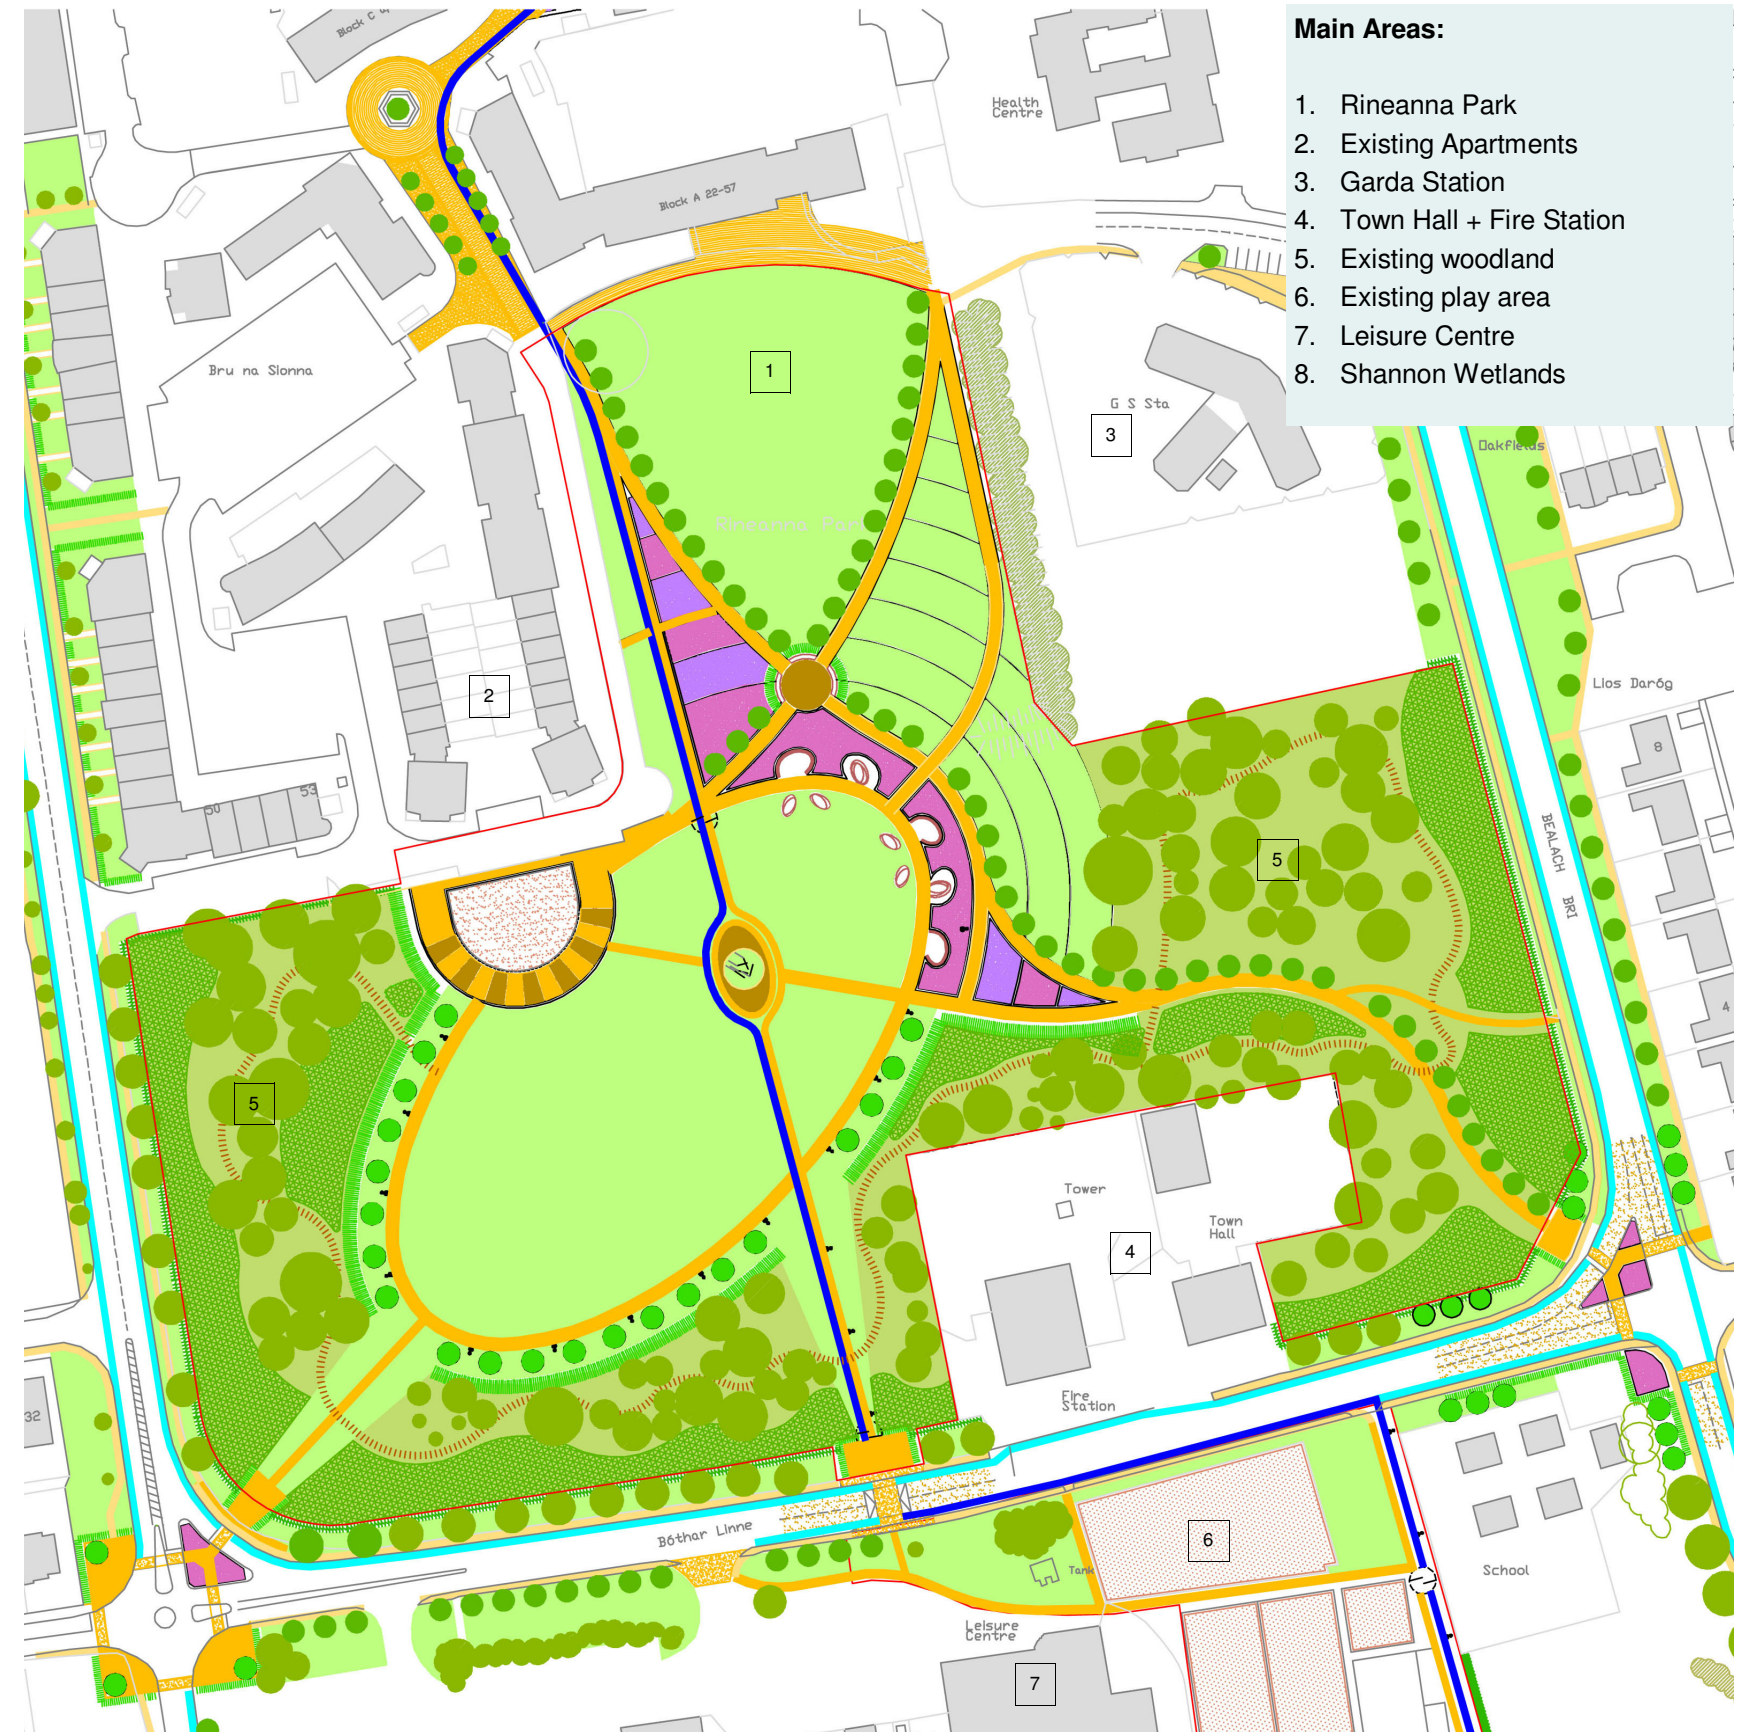 Main Areas:
1. Rineanna Park
2. Existing Apartments
3. Garda Station
4. Town Hall + Fire Station
5. Existing woodland
6. Existing play area
7. Leisure Centre
8. Shannon Wetlands
Block C
Health
Centre
Block A 22-57
Bru na Sionna
1
G S Sta
3
Oakfields
Rineanna Park
2
Lios Daróg
8
50
53
BEALACH BRI
5
4
5
Tower
Town
Hall
4
Fire
Station
32
Bóthar Linne
6
Tank
School
Leisure
Centre
7